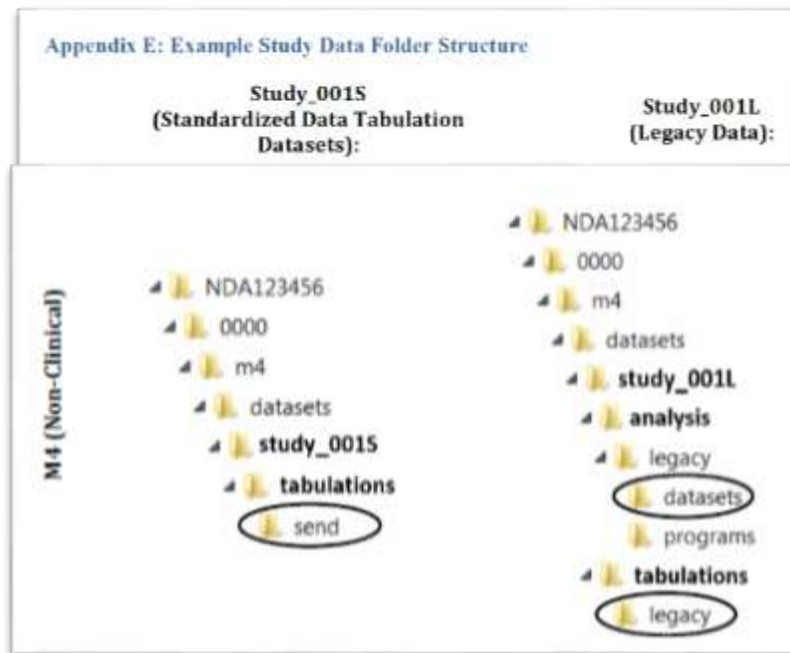 Appendix E: Example Study Data Folder Structure
Study_001S
(Standardized Data Tabulation
Datasets):
Study_001L
(Legacy Data):
M4 (Non-Clinical)
NDA123456
0000
m4
datasets
study_001S
tabulations
send
NDA123456
0000
m4
datasets
study_001L
analysis
legacy
datasets
programs
tabulations
legacy